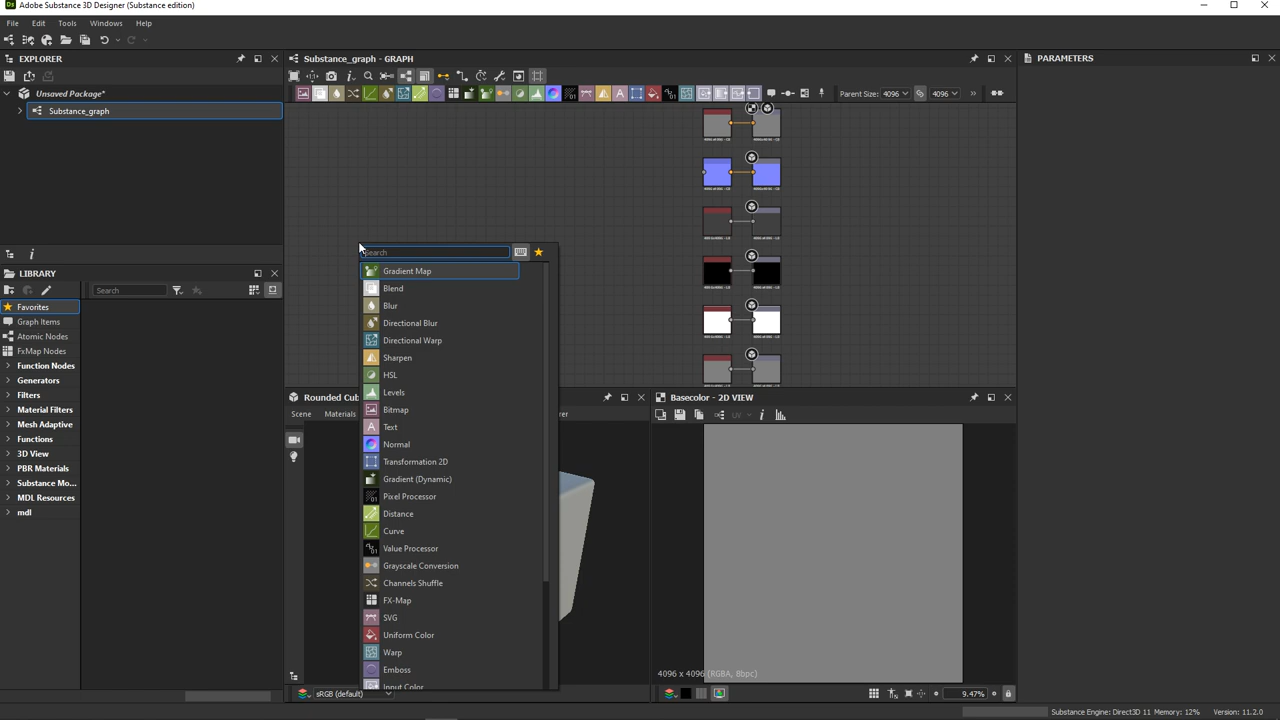 Adobe Substance 3D Designer (Substance edition)
File Edit Tools Windows Help
EXPLORER
Unsaved Package*
Substance_graph
Substance_graph - GRAPH
Parent Size: 4096 4096
PARAMETERS
LIBRARY
Search
Favorites
Graph Items
Atomic Nodes
FxMap Nodes
Function Nodes
Generators
Filters
Material Filters
Mesh Adaptive
Functions
3D View
PBR Materials
Substance Mo...
MDL Resources
mdl
Search
Gradient Map
Blend
Blur
Directional Blur
Directional Warp
Sharpen
HSL
Levels
Bitmap
Text
Normal
Transformation 2D
Gradient (Dynamic)
Pixel Processor
Distance
Curve
Value Processor
Grayscale Conversion
Channels Shuffle
FX-Map
SVG
Uniform Color
Warp
Emboss
Input Color
Rounded Cub
Scene Materials
sRGB (default)
Basecolor - 2D VIEW
UV
4096 x 4096 (RGBA, 8bpc)
9.47%
Substance Engine: Direct3D 11 Memory: 12% Version: 11.2.0